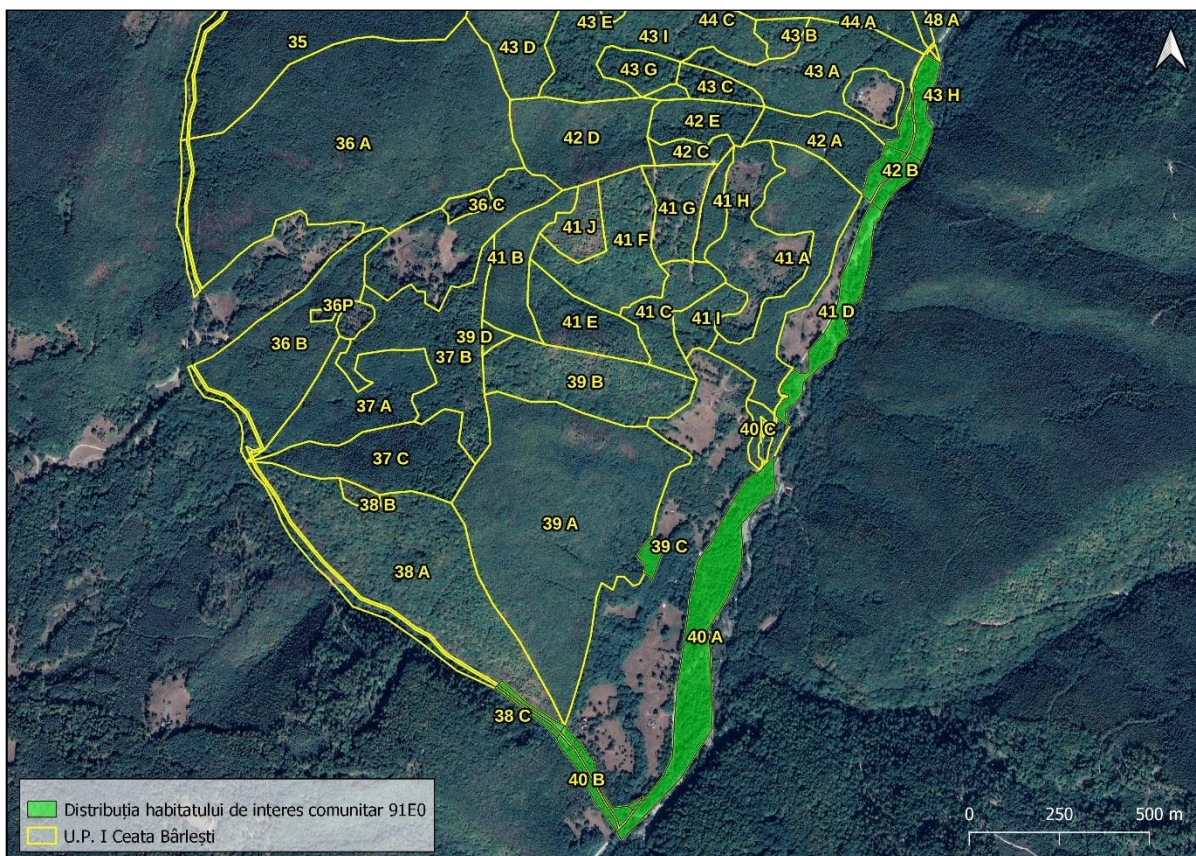 43 E
44 C
44 A
48 A
35
43 D
43 I
43 B
43 G
43 A
43 C
43 H
42 E
36 A
42 D
42 A
42 C
42 B
36 C
41 G
41 H
41 J
41 F
41 B
41 A
36P
41 C
41 D
41 E
41 I
36 B
39 D
37 B
39 B
37 A
40 C
37 C
38 B
39 A
39 C
38 A
40 A
38 C
40 B
Distribuția habitatului de interes comunitar 91E0
U.P. I Ceata Bârlești
0 250 500 m